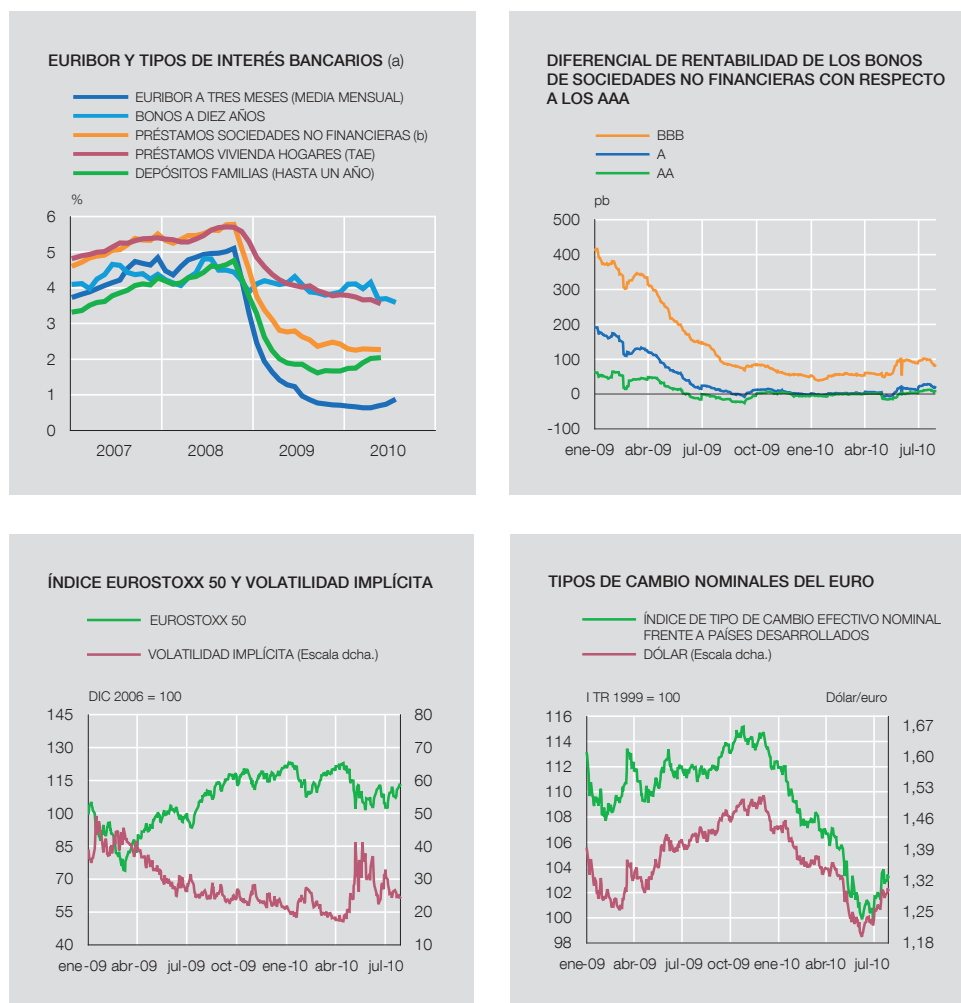 EURIBOR Y TIPOS DE INTERÉS BANCARIOS (a)
EURIBOR A TRES MESES (MEDIA MENSUAL)
BONOS A DIEZ AÑOS
PRÉSTAMOS SOCIEDADES NO FINANCIERAS (b)
PRÉSTAMOS VIVIENDA HOGARES (TAE)
DEPÓSITOS FAMILIAS (HASTA UN AÑO)
%
6
5
4
3
2
1
0
2007 2008 2009 2010
DIFERENCIAL DE RENTABILIDAD DE LOS BONOS
DE SOCIEDADES NO FINANCIERAS CON RESPECTO
A LOS AAA
BBB
A
AA
pb
500
400
300
200
100
0
-100
ene-09 abr-09 jul-09 oct-09 ene-10 abr-10 jul-10
ÍNDICE EUROSTOXX 50 Y VOLATILIDAD IMPLÍCITA
EUROSTOXX 50
VOLATILIDAD IMPLÍCITA (Escala dcha.)
DIC 2006 = 100
145 80
130 70
115 60
100 50
85 40
70 30
55 20
40 10
ene-09 abr-09 jul-09 oct-09 ene-10 abr-10 jul-10
TIPOS DE CAMBIO NOMINALES DEL EURO
ÍNDICE DE TIPO DE CAMBIO EFECTIVO NOMINAL
FRENTE A PAÍSES DESARROLLADOS
DÓLAR (Escala dcha.)
I TR 1999 = 100 Dólar/euro
116 1,67
114 1,60
112 1,53
110 1,46
108 1,39
106 1,32
104 1,25
102 1,18
100
98
ene-09 abr-09 jul-09 oct-09 ene-10 abr-10 jul-10